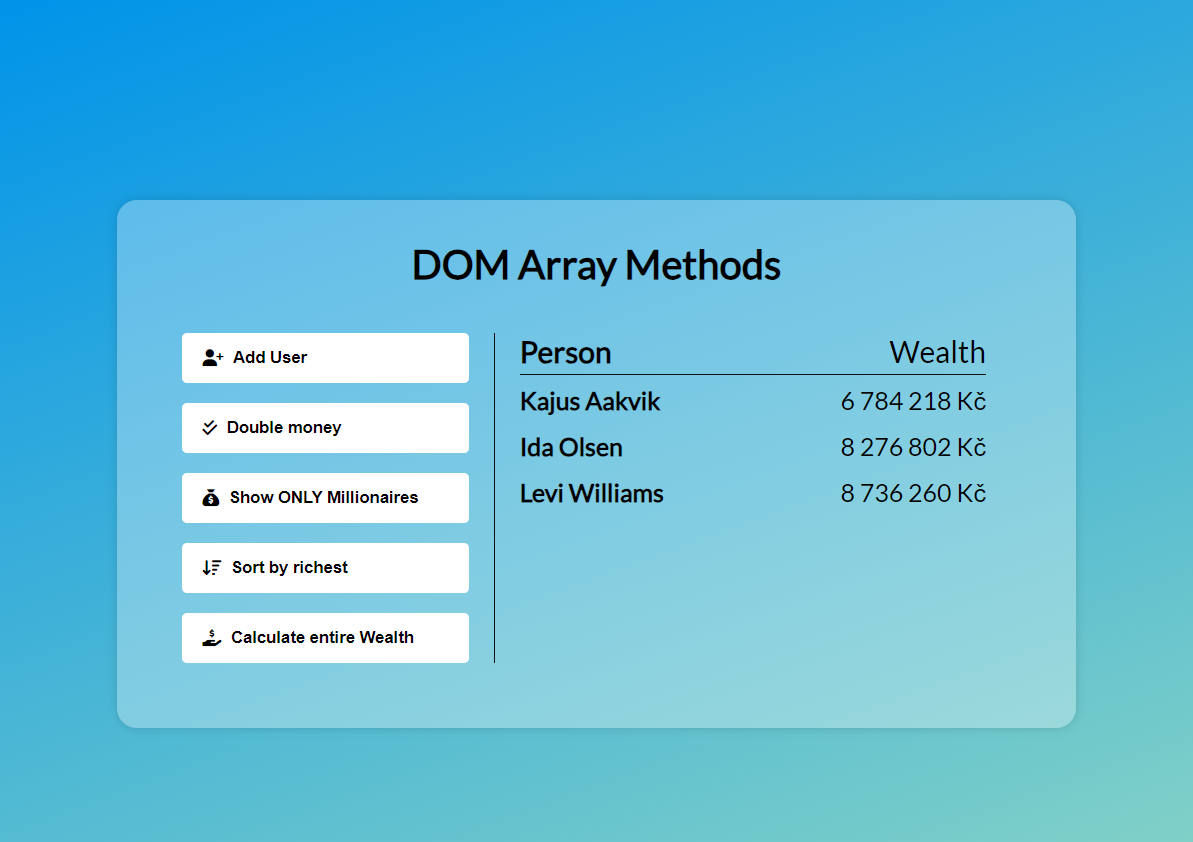 DOM Array Methods
Add User
Double money
Show ONLY Millionaires
Sort by richest
Calculate entire Wealth
Person Wealth
Kajus Aakvik 6 784 218 Kč
Ida Olsen 8 276 802 Kč
Levi Williams 8 736 260 Kč